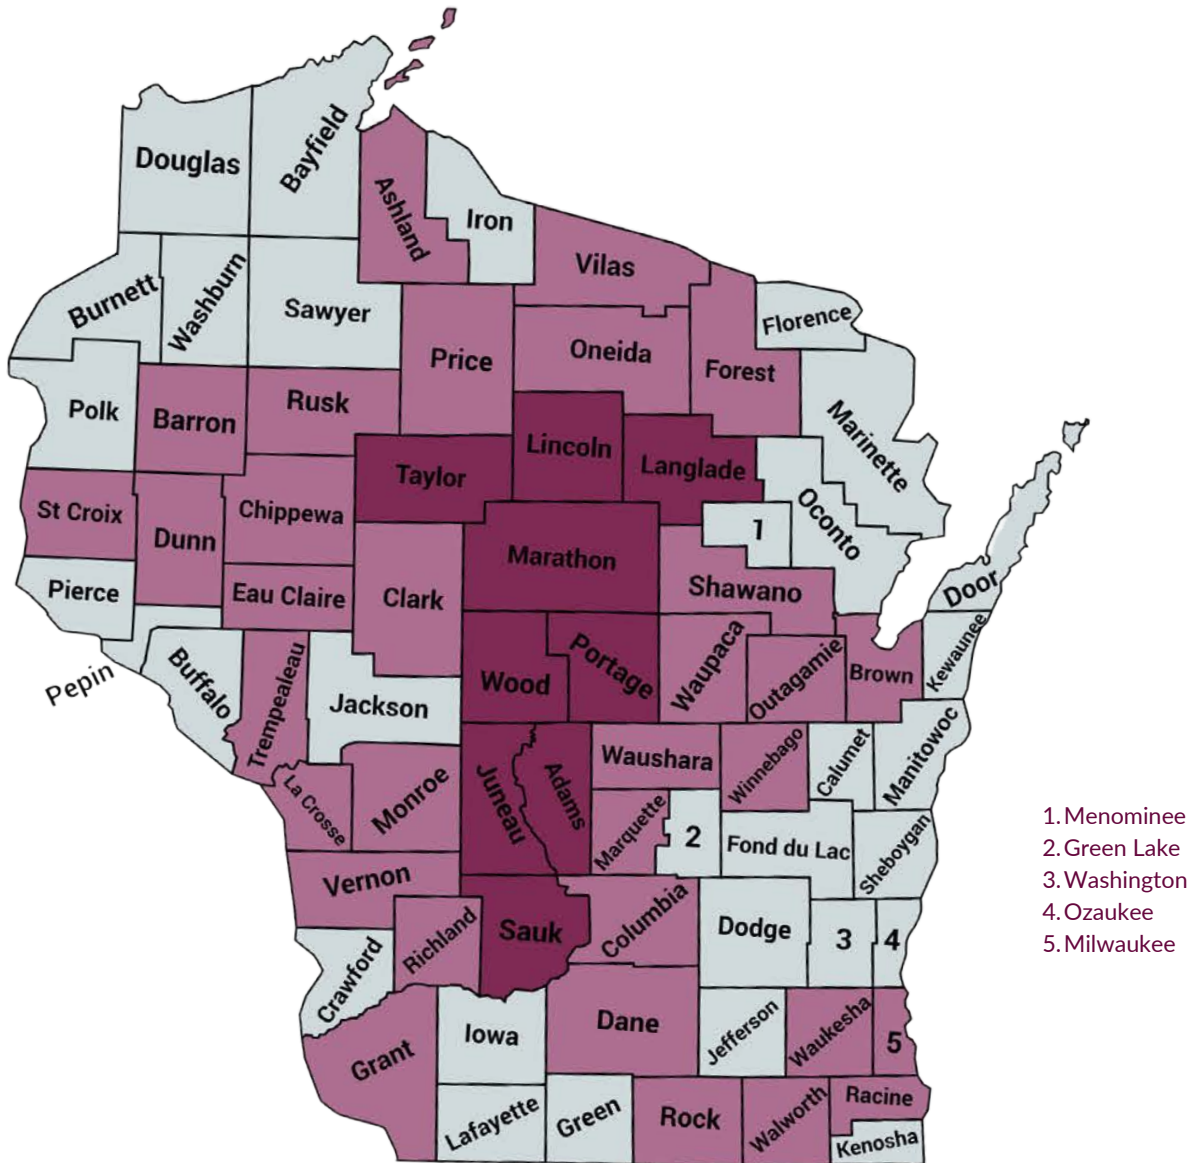 Douglas
Bayfield
Ashland
Iron
Vilas
Burnett
Washburn
Sawyer
Price
Oneida
Forest
Florence
Polk
Barron
Rusk
Lincoln
Langlade
Marinette
Taylor
St Croix
Dunn
Chippewa
Marathon
1
Oconto
Pierce
Eau Claire
Clark
Shawano
Door
Pepin
Buffalo
Trempealeau
Jackson
Wood
Portage
Waupaca
Outagamie
Brown
Kewaunee
La Crosse
Monroe
Juneau
Adams
Waushara
Winnebago
Calumet
Manitowoc
Marquette
2
Fond du Lac
Sheboygan
1. Menominee
2. Green Lake
3. Washington
4. Ozaukee
5. Milwaukee
Vernon
Richland
Sauk
Columbia
Dodge
3
4
Crawford
Grant
Iowa
Dane
Jefferson
Waukesha
5
Lafayette
Green
Rock
Walworth
Racine
Kenosha